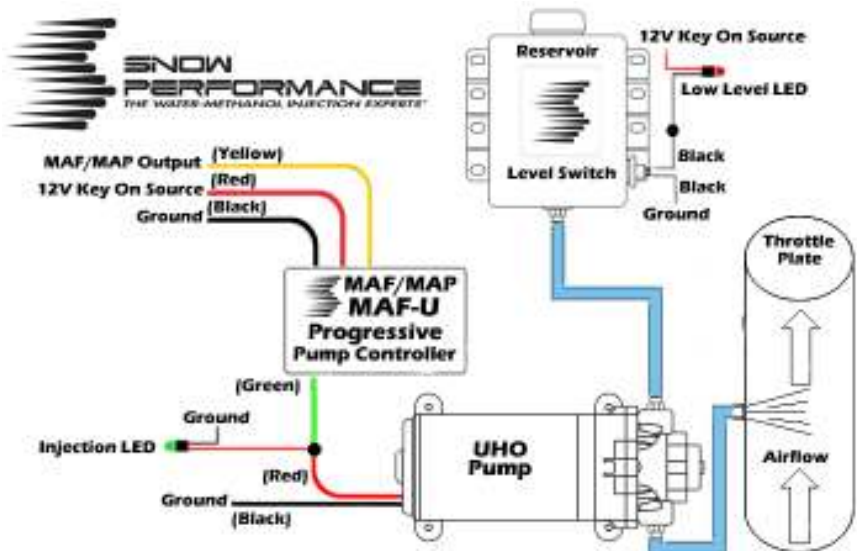 SNOW
PERFORMANCE
THE WATER-METHANOL INJECTION EXPERTS
MAF/MAP Output (Yellow)
12V Key On Source (Red)
Ground (Black)
MAF/MAP
MAF-U
Progressive
Pump Controller
(Green)
Ground
Injection LED
(Red)
Ground
(Black)
UHO
Pump
Reservoir
Level Switch
12V Key On Source
Low Level LED
Black
Black
Ground
Throttle
Plate
Airflow